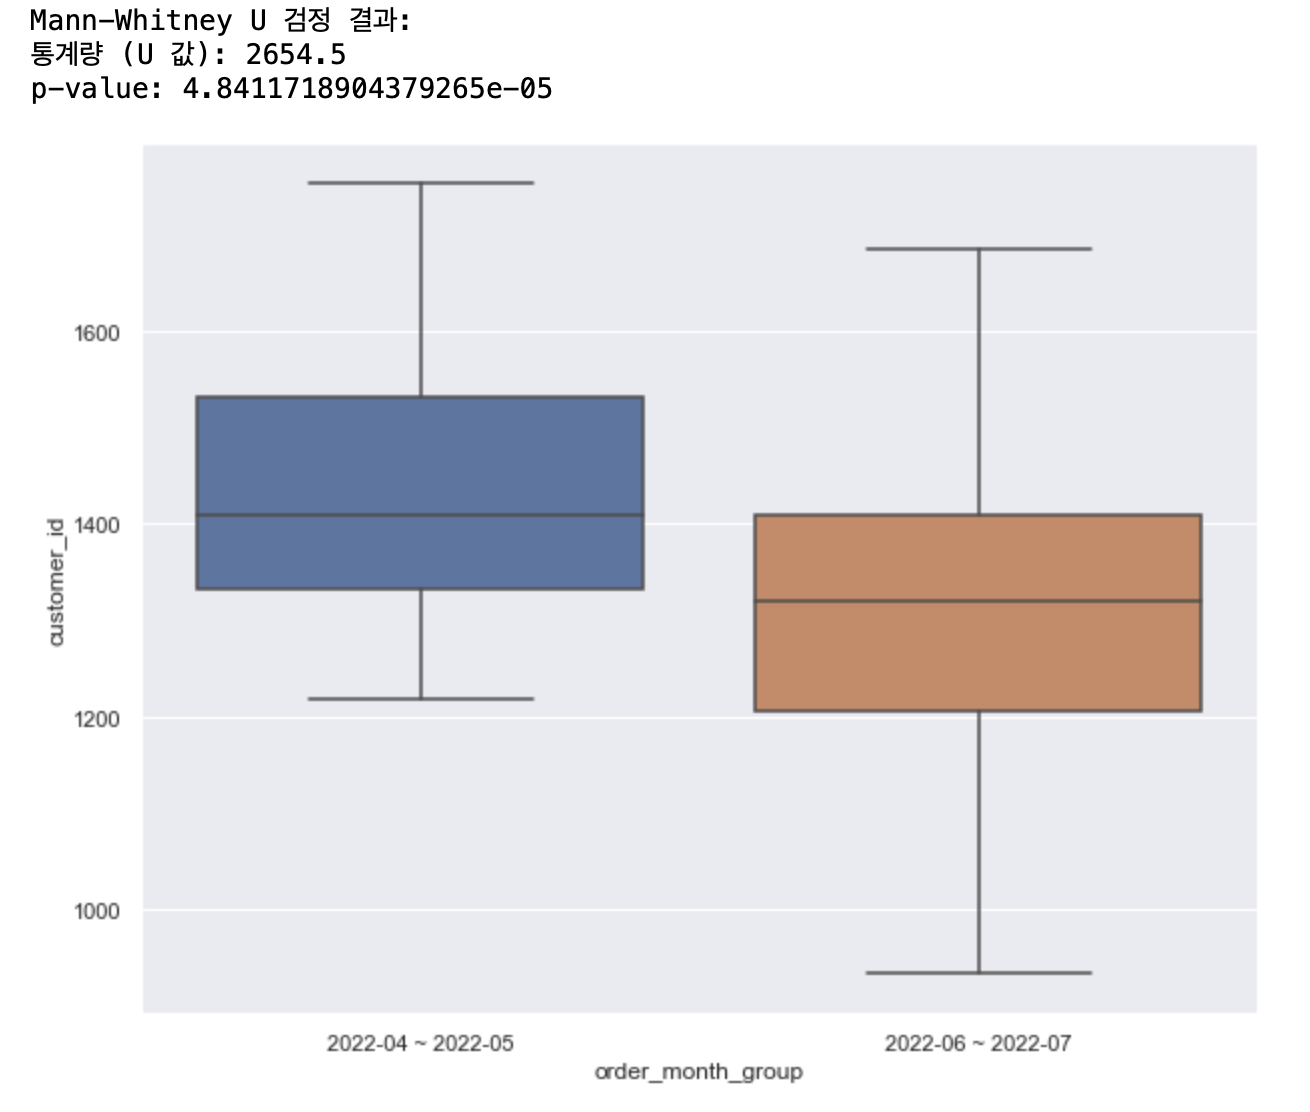 Mann-Whitney U 검정 결과:
통계량 (U 값): 2654.5
p-value: 4.8411718904379265e-05
1600
1400
1200
1000
customer_id
2022-04 ~ 2022-05
2022-06 ~ 2022-07
order_month_group